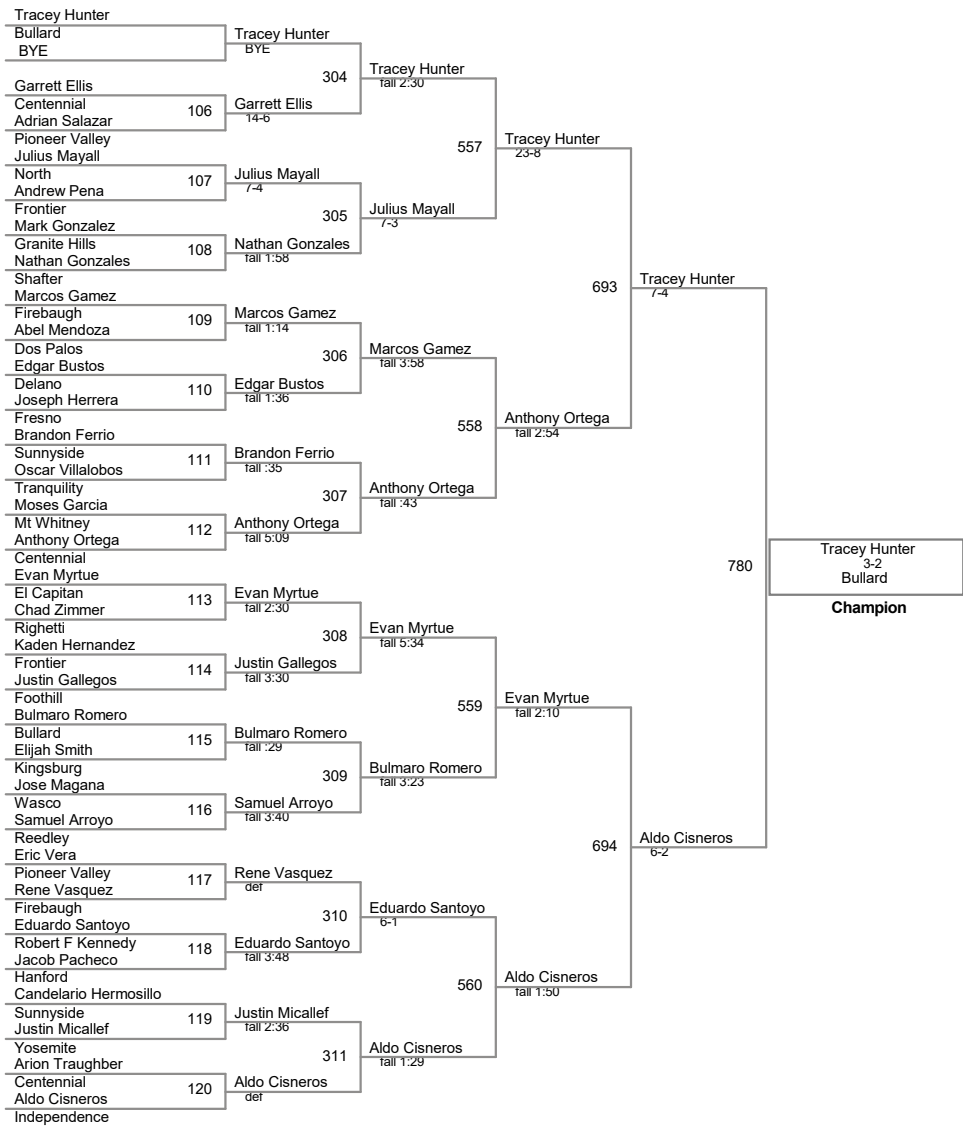 Tracey Hunter
Bullard
BYE
Garrett Ellis
Centennial
Adrian Salazar
106
Pioneer Valley
Julius Mayall
North
Andrew Pena
107
Frontier
Mark Gonzalez
Granite Hills
Nathan Gonzales
108
Shafter
Marcos Gamez
Firebaugh
Abel Mendoza
109
Dos Palos
Edgar Bustos
Delano
Joseph Herrera
110
Fresno
Brandon Ferrio
Sunnyside
Oscar Villalobos
111
Tranquility
Moses Garcia
Mt Whitney
Anthony Ortega
112
Centennial
Evan Myrtue
El Capitan
Chad Zimmer
113
Righetti
Kaden Hernandez
Frontier
Justin Gallegos
114
Foothill
Bulmaro Romero
Bullard
Elijah Smith
115
Kingsburg
Jose Magana
Wasco
Samuel Arroyo
116
Reedley
Eric Vera
Pioneer Valley
Rene Vasquez
117
Firebaugh
Eduardo Santoyo
Robert F Kennedy
Jacob Pacheco
118
Hanford
Candelario Hermosillo
Sunnyside
Justin Micallef
119
Yosemite
Arion Traughber
Centennial
Aldo Cisneros
120
Independence
Tracey Hunter
BYE
304
Garrett Ellis
14-6
Julius Mayall
7-4
305
Nathan Gonzales
fall 1:58
Marcos Gamez
fall 1:14
306
Edgar Bustos
fall 1:36
Brandon Ferrio
fall :35
307
Anthony Ortega
fall 5:09
Evan Myrtue
fall 2:30
308
Justin Gallegos
fall 3:30
Bulmaro Romero
fall :29
309
Samuel Arroyo
fall 3:40
Rene Vasquez
def
310
Eduardo Santoyo
fall 3:48
Justin Micallef
fall 2:36
311
Aldo Cisneros
def
Tracey Hunter
fall 2:30
557
Julius Mayall
7-3
Marcos Gamez
fall 3:58
558
Anthony Ortega
fall :43
Evan Myrtue
fall 5:34
559
Bulmaro Romero
fall 3:23
Eduardo Santoyo
6-1
560
Aldo Cisneros
fall 1:29
Tracey Hunter
23-8
693
Anthony Ortega
fall 2:54
Evan Myrtue
fall 2:10
694
Aldo Cisneros
fall 1:50
Tracey Hunter
7-4
780
Aldo Cisneros
6-2
Tracey Hunter
3-2
Bullard
Champion